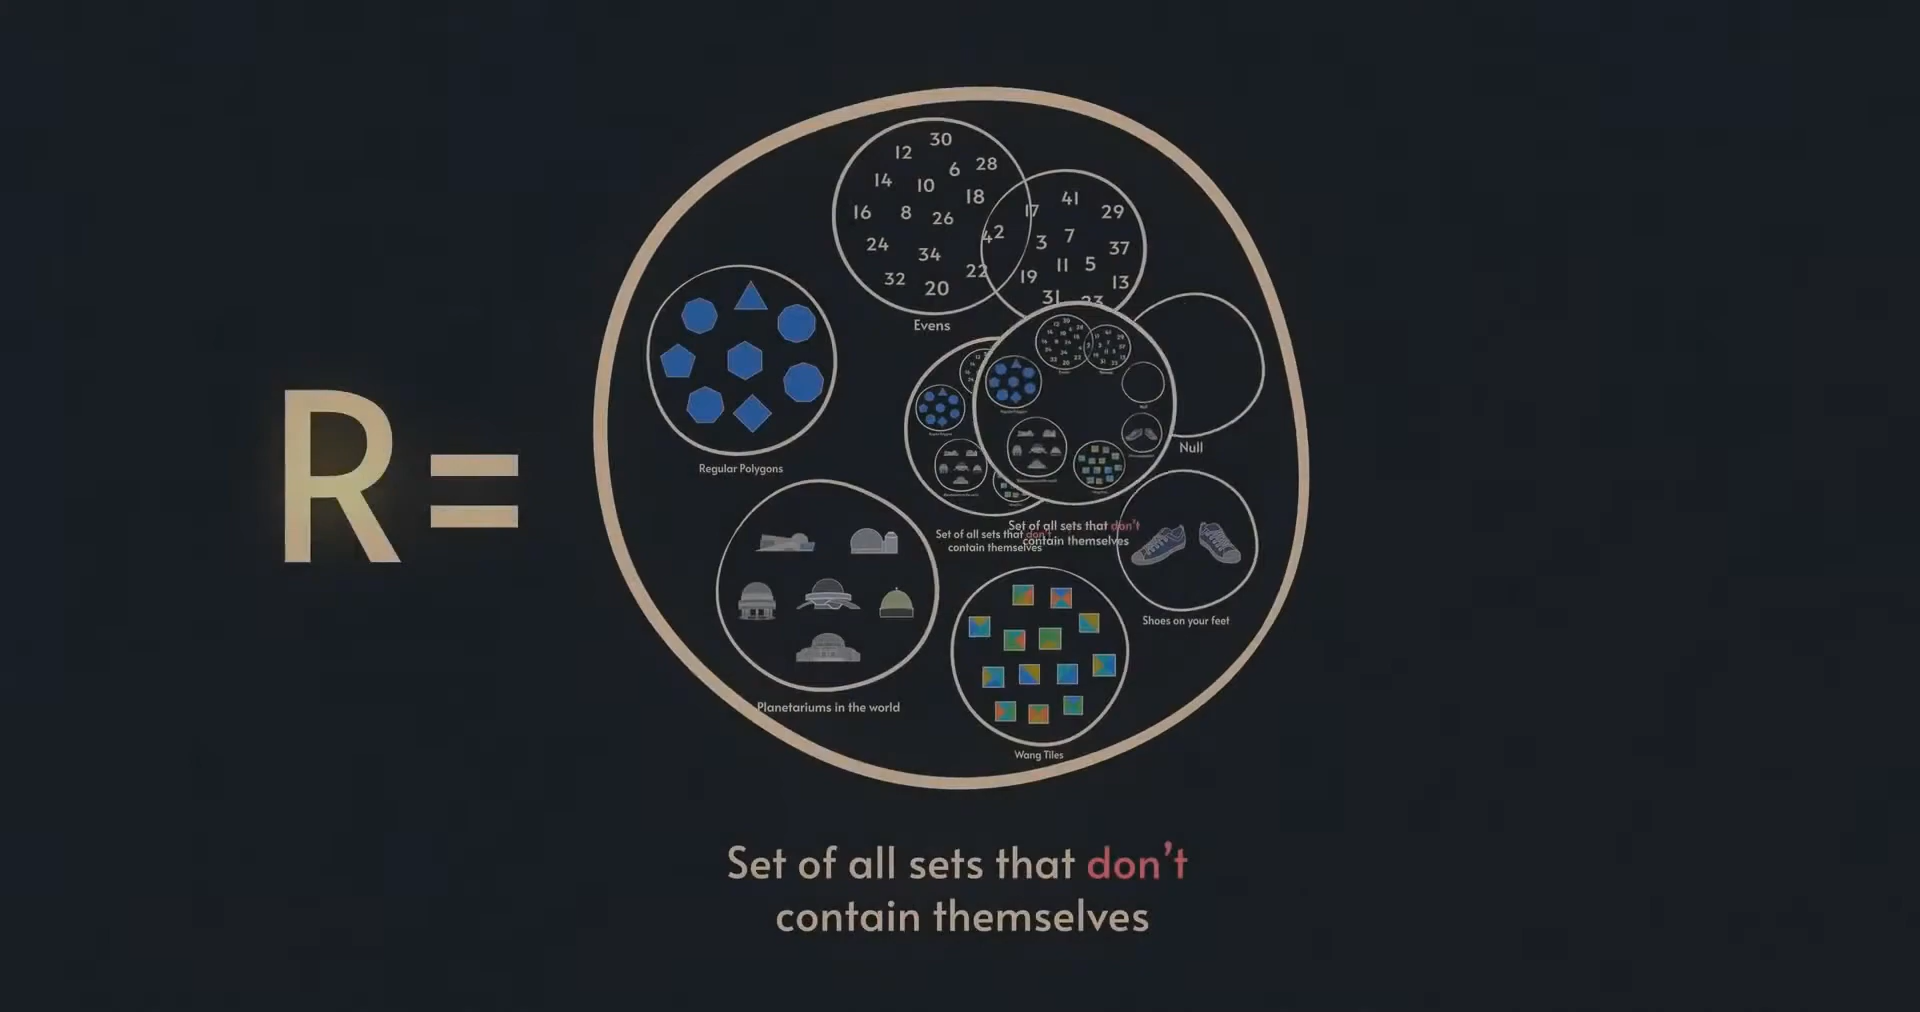 R=
30
12
6 28
14 10
18
16 8 26
24
34
32 20 22
Evens
2
17 41 29
3 7 37
11 5
19 13
31 23
Regular Polygons
Null
Set of all sets that don't
contain themselves
Set of all sets that don't
contain themselves
Shoes on your feet
Planetariums in the world
Wang Tiles
Set of all sets that don't
contain themselves